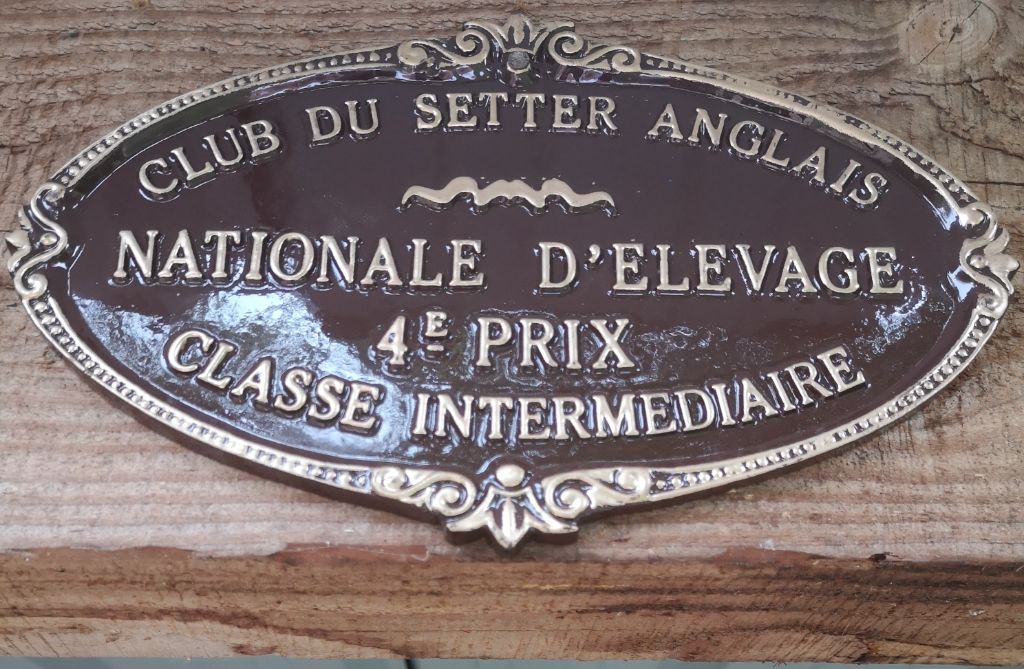 CLUB DU SETTER ANGLAIS
NATIONALE D'ELEVAGE
4E PRIX
CLASSE INTERMEDIAIRE